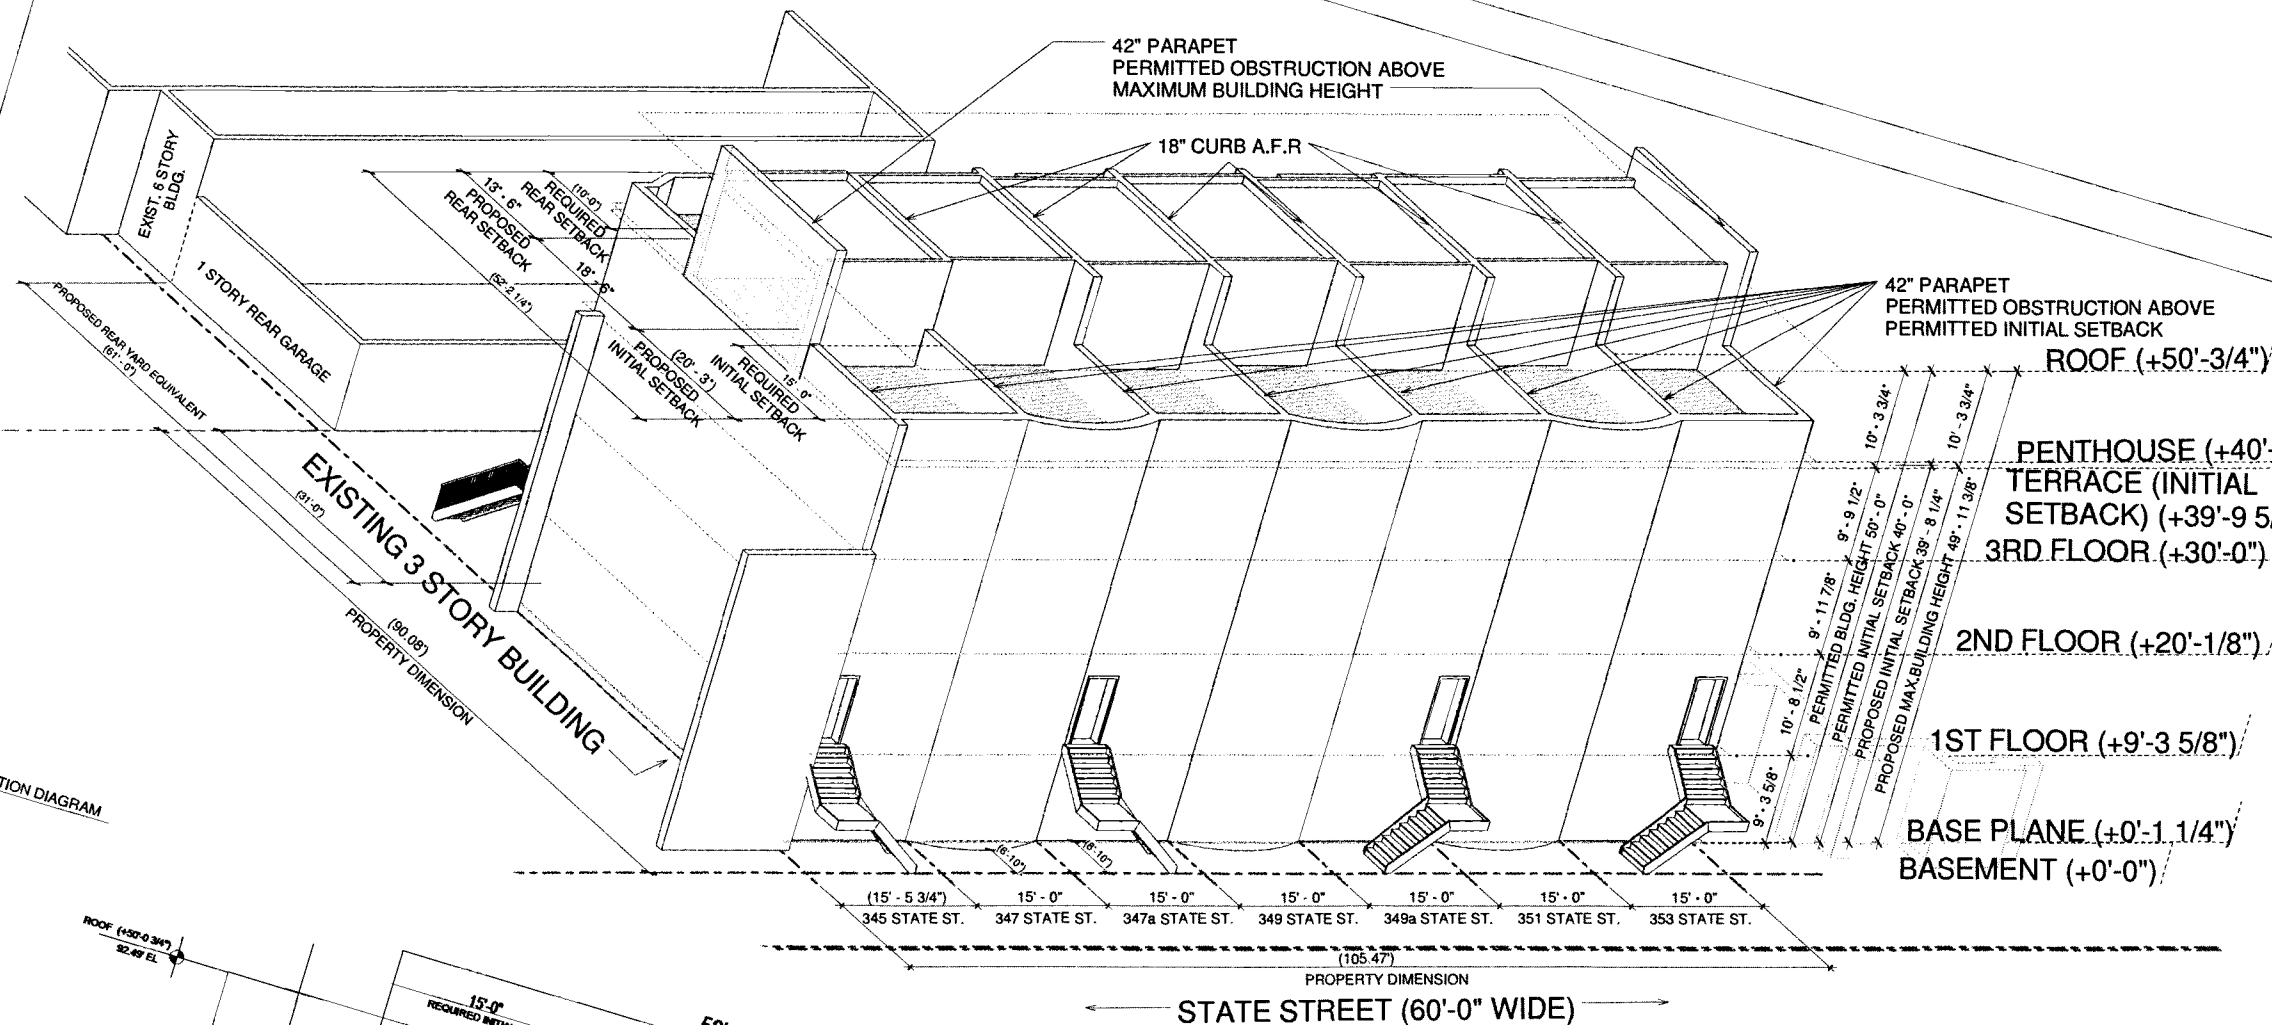 42" PARAPET
PERMITTED OBSTRUCTION ABOVE
MAXIMUM BUILDING HEIGHT
18" CURB A.F.R
EXIST. 6 STORY
BLDG.
1 STORY REAR GARAGE
(10'-0")
REQUIRED
REAR SETBACK
13'-6"
PROPOSED
REAR SETBACK
18'-6"
(52'-2 1/4")
PROPOSED REAR YARD EQUIVALENT
(61'-0")
(20'-3")
PROPOSED
INITIAL SETBACK
15'-0"
REQUIRED
INITIAL SETBACK
42" PARAPET
PERMITTED OBSTRUCTION ABOVE
PERMITTED INITIAL SETBACK
ROOF (+50'-3/4")
PENTHOUSE (+40'-
TERRACE (INITIAL
SETBACK) (+39'-9 5/
3RD FLOOR (+30'-0")
2ND FLOOR (+20'-1/8")
1ST FLOOR (+9'-3 5/8")
BASE PLANE (+0'-1 1/4")
BASEMENT (+0'-0")
10'-3 3/4"
10'-3 3/4"
9'-9 1/2"
9'-11 7/8"
10'-8 1/2"
9'-3 5/8"
PERMITTED BLDG. HEIGHT 50'-0"
PERMITTED INITIAL SETBACK 40'-0"
PROPOSED INITIAL SETBACK 39'-8 1/4"
PROPOSED MAX.BUILDING HEIGHT 49'-11 3/8"
EXISTING 3 STORY BUILDING
(31'-0")
(90.08')
PROPERTY DIMENSION
TION DIAGRAM
(6'-10")
(6'-10")
(15' - 5 3/4")
15' - 0"
15' - 0"
15' - 0"
15' - 0"
15' - 0"
15' - 0"
345 STATE ST.
347 STATE ST.
347a STATE ST.
349 STATE ST.
349a STATE ST.
351 STATE ST.
353 STATE ST.
(105.47')
PROPERTY DIMENSION
STATE STREET (60'-0" WIDE)
ROOF (+50'-0 3/4")
92.49' EL
15'-0"
REQUIRED INITIA